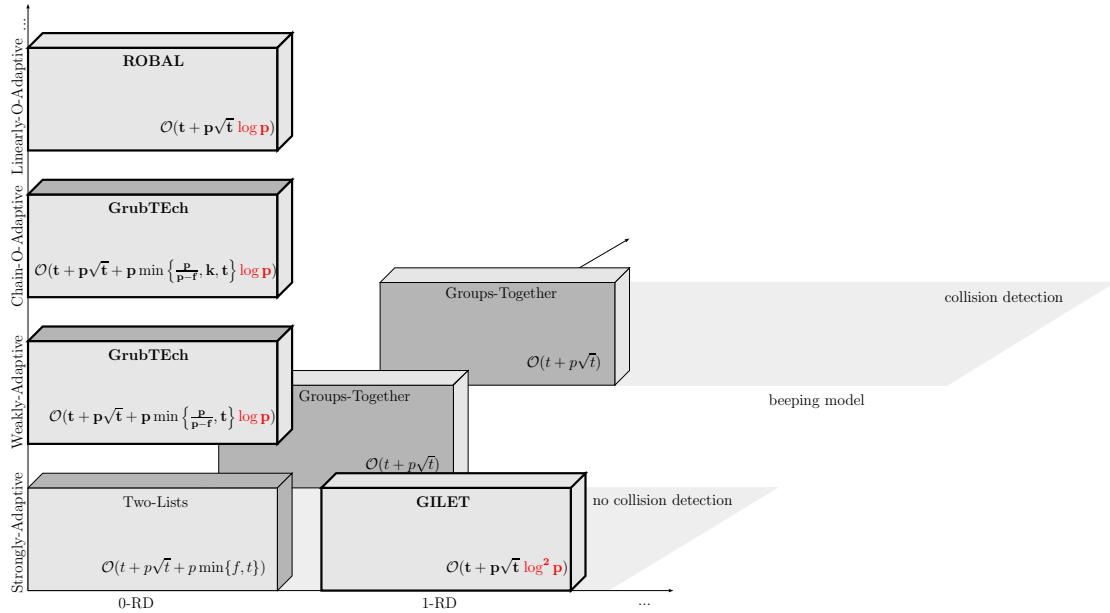 ...
Linearly-O-Adaptive
ROBAL
O(t + p√t log p)
Chain-O-Adaptive
GrubTEch
O(t + p√t + p min {p/(p−f), k, t} log p)
Groups-Together
O(t + p√t)
collision detection
Weakly-Adaptive
GrubTEch
O(t + p√t + p min {p/(p−f), t} log p)
Groups-Together
O(t + p√t)
beeping model
Strongly-Adaptive
Two-Lists
O(t + p√t + p min{f, t})
GILET
O(t + p√t log² p)
no collision detection
0-RD
1-RD
...